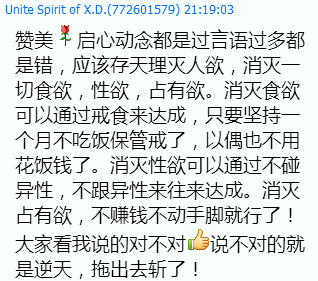 Unite Spirit of X.D.(772601579) 21:19:03
赞美启心动念都是过言语过多都
是错，应该存天理灭人欲，消灭一
切食欲，性欲，占有欲。消灭食欲
可以通过戒食来达成，只要坚持一
个月不吃饭保管戒了，以偶也不用
花饭钱了。消灭性欲可以通过不碰
异性，不跟异性来往来达成。消灭
占有欲，不赚钱不动手脚就行了！
大家看我说的对不对说不对的就
是逆天，拖出去斩了！